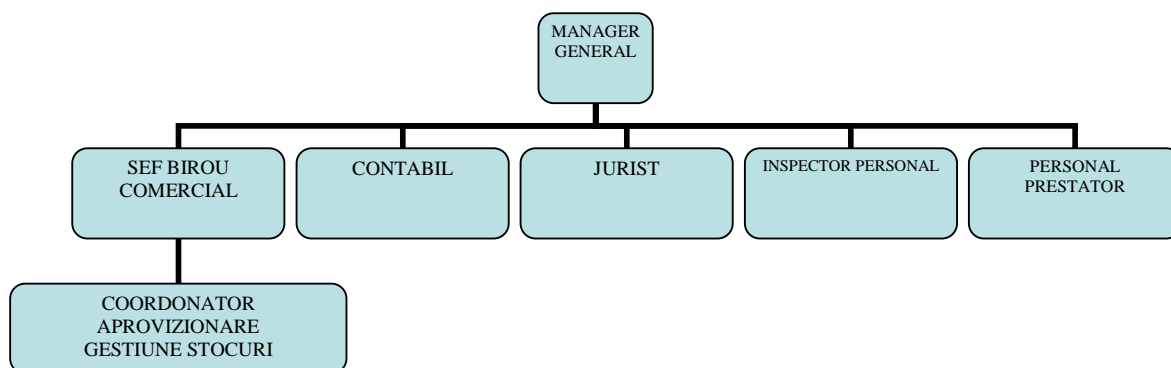 MANAGER
GENERAL
SEF BIROU
COMERCIAL
CONTABIL
JURIST
INSPECTOR PERSONAL
PERSONAL
PRESTATOR
COORDONATOR
APROVIZIONARE
GESTIUNE STOCURI